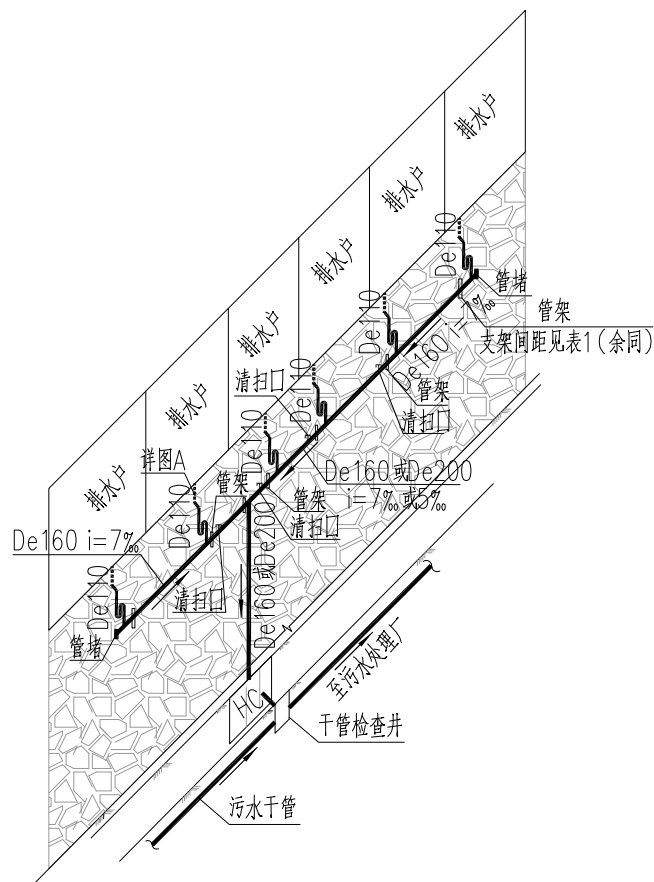 排水户
排水户
排水户
排水户
排水户
排水户
De110
管堵
管架
支架间距见表1(余同)
De160 i=7‰
De110
管架
清扫口
清扫口
De110
De160或De200
i=7‰或5‰
De110
管架
清扫口
详图A
De110
管架
De160 i=7‰
清扫口
De160或De200
De110
管堵
HC
至污水处理厂
干管检查井
污水干管